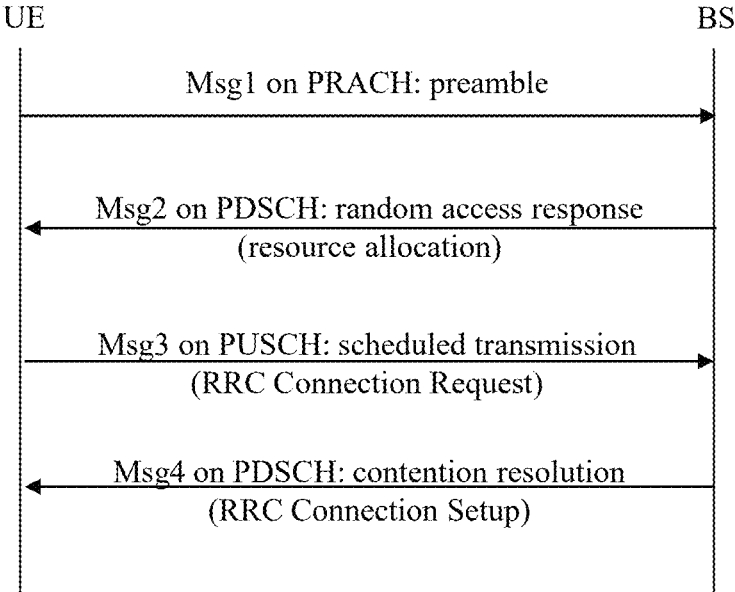 UE BS
Msg1 on PRACH: preamble
Msg2 on PDSCH: random access response
(resource allocation)
Msg3 on PUSCH: scheduled transmission
(RRC Connection Request)
Msg4 on PDSCH: contention resolution
(RRC Connection Setup)